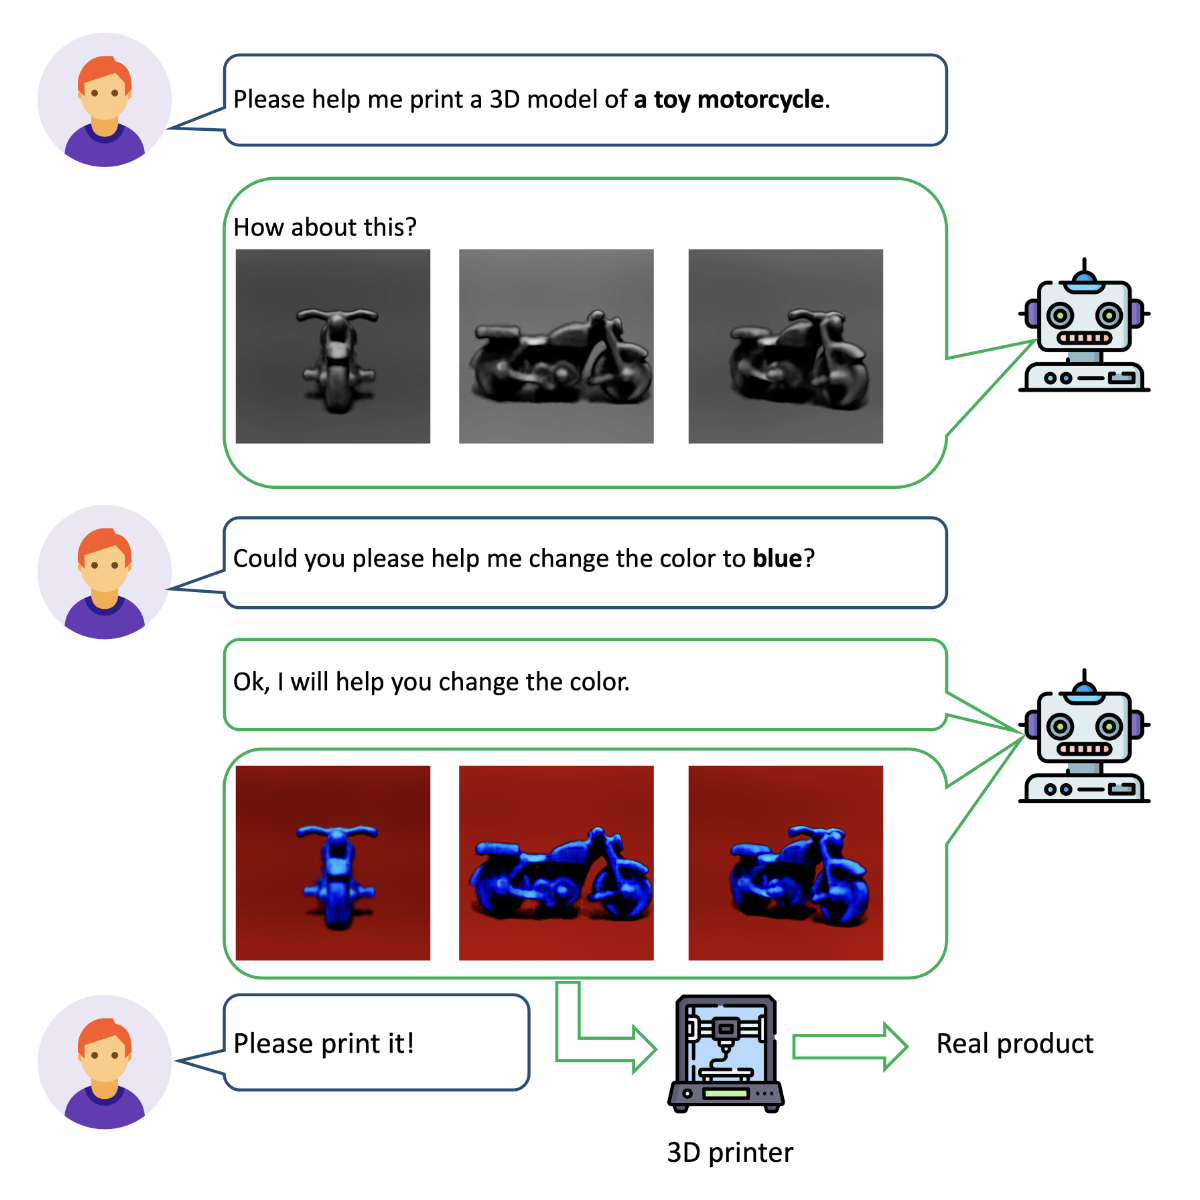 Please help me print a 3D model of a toy motorcycle.
How about this?
Could you please help me change the color to blue?
Ok, I will help you change the color.
Please print it!
Real product
3D printer